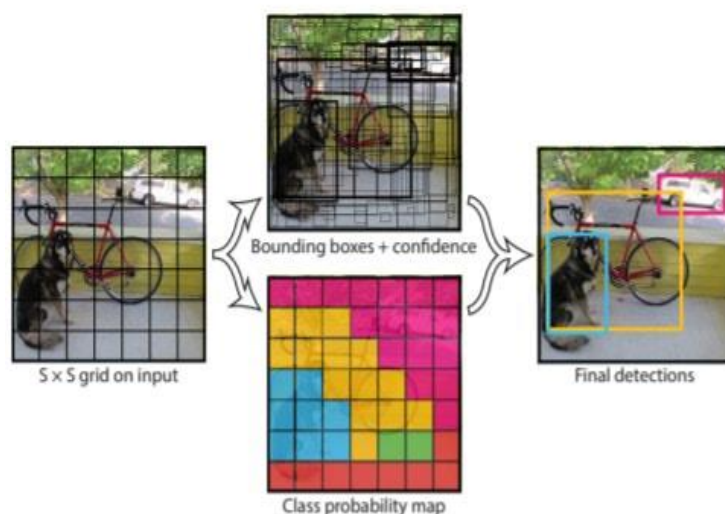 Bounding boxes + confidence
S × S grid on input
Final detections
Class probability map